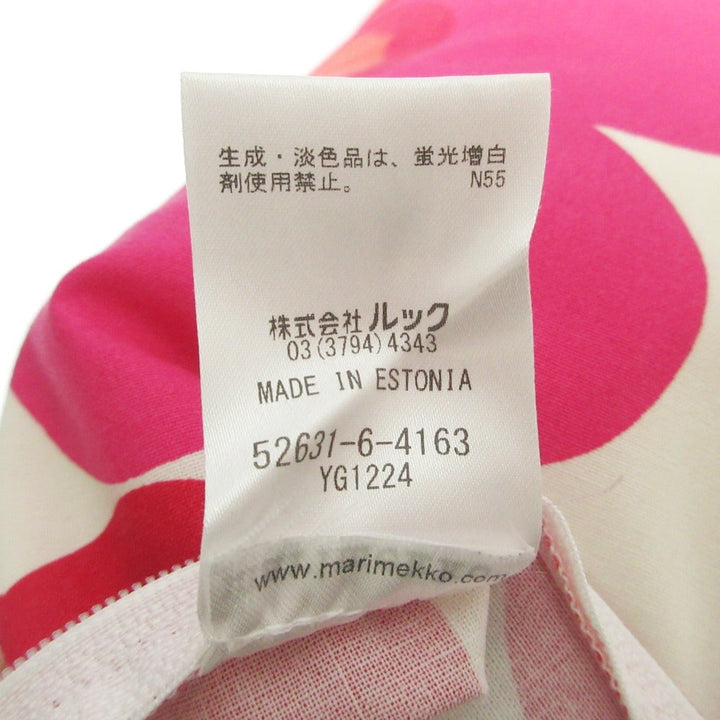 生成・淡色品は、蛍光増白
剤使用禁止。 N55
株式会社 ルック
03(3794)4343
MADE IN ESTONIA
52631-6-4163
YG1224
www.marimekko.com